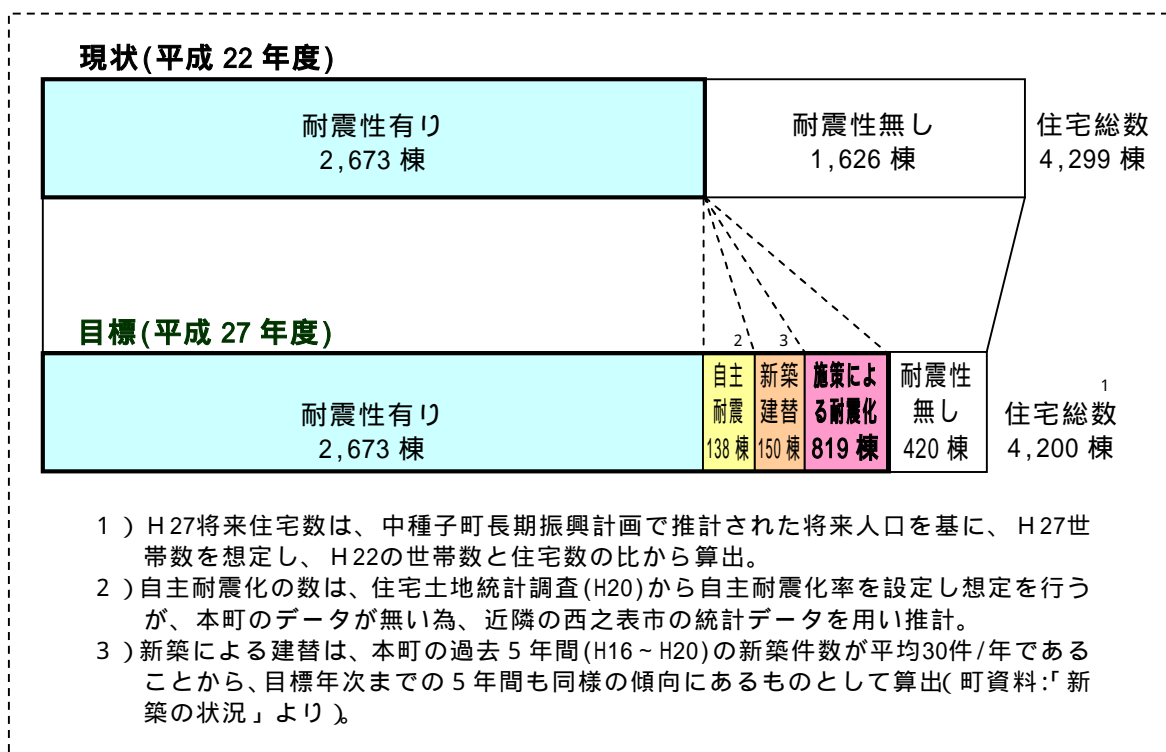 現状(平成 22 年度)
耐震性有り
2,673 棟
耐震性無し
1,626 棟
住宅総数
4,299 棟
目標(平成 27 年度)
2
3
耐震性有り
2,673 棟
自主
耐震
138 棟
新築
建替
150 棟
施策によ
る耐震化
819 棟
耐震性
無し
420 棟
1
住宅総数
4,200 棟
1)H27将来住宅数は、中種子町長期振興計画で推計された将来人口を基に、H27世
帯数を想定し、H22の世帯数と住宅数の比から算出。
2)自主耐震化の数は、住宅土地統計調査(H20)から自主耐震化率を設定し想定を行う
が、本町のデータが無い為、近隣の西之表市の統計データを用い推計。
3)新築による建替は、本町の過去5年間(H16~H20)の新築件数が平均30件/年である
ことから、目標年次までの5年間も同様の傾向にあるものとして算出(町資料:「新
築の状況」より)。